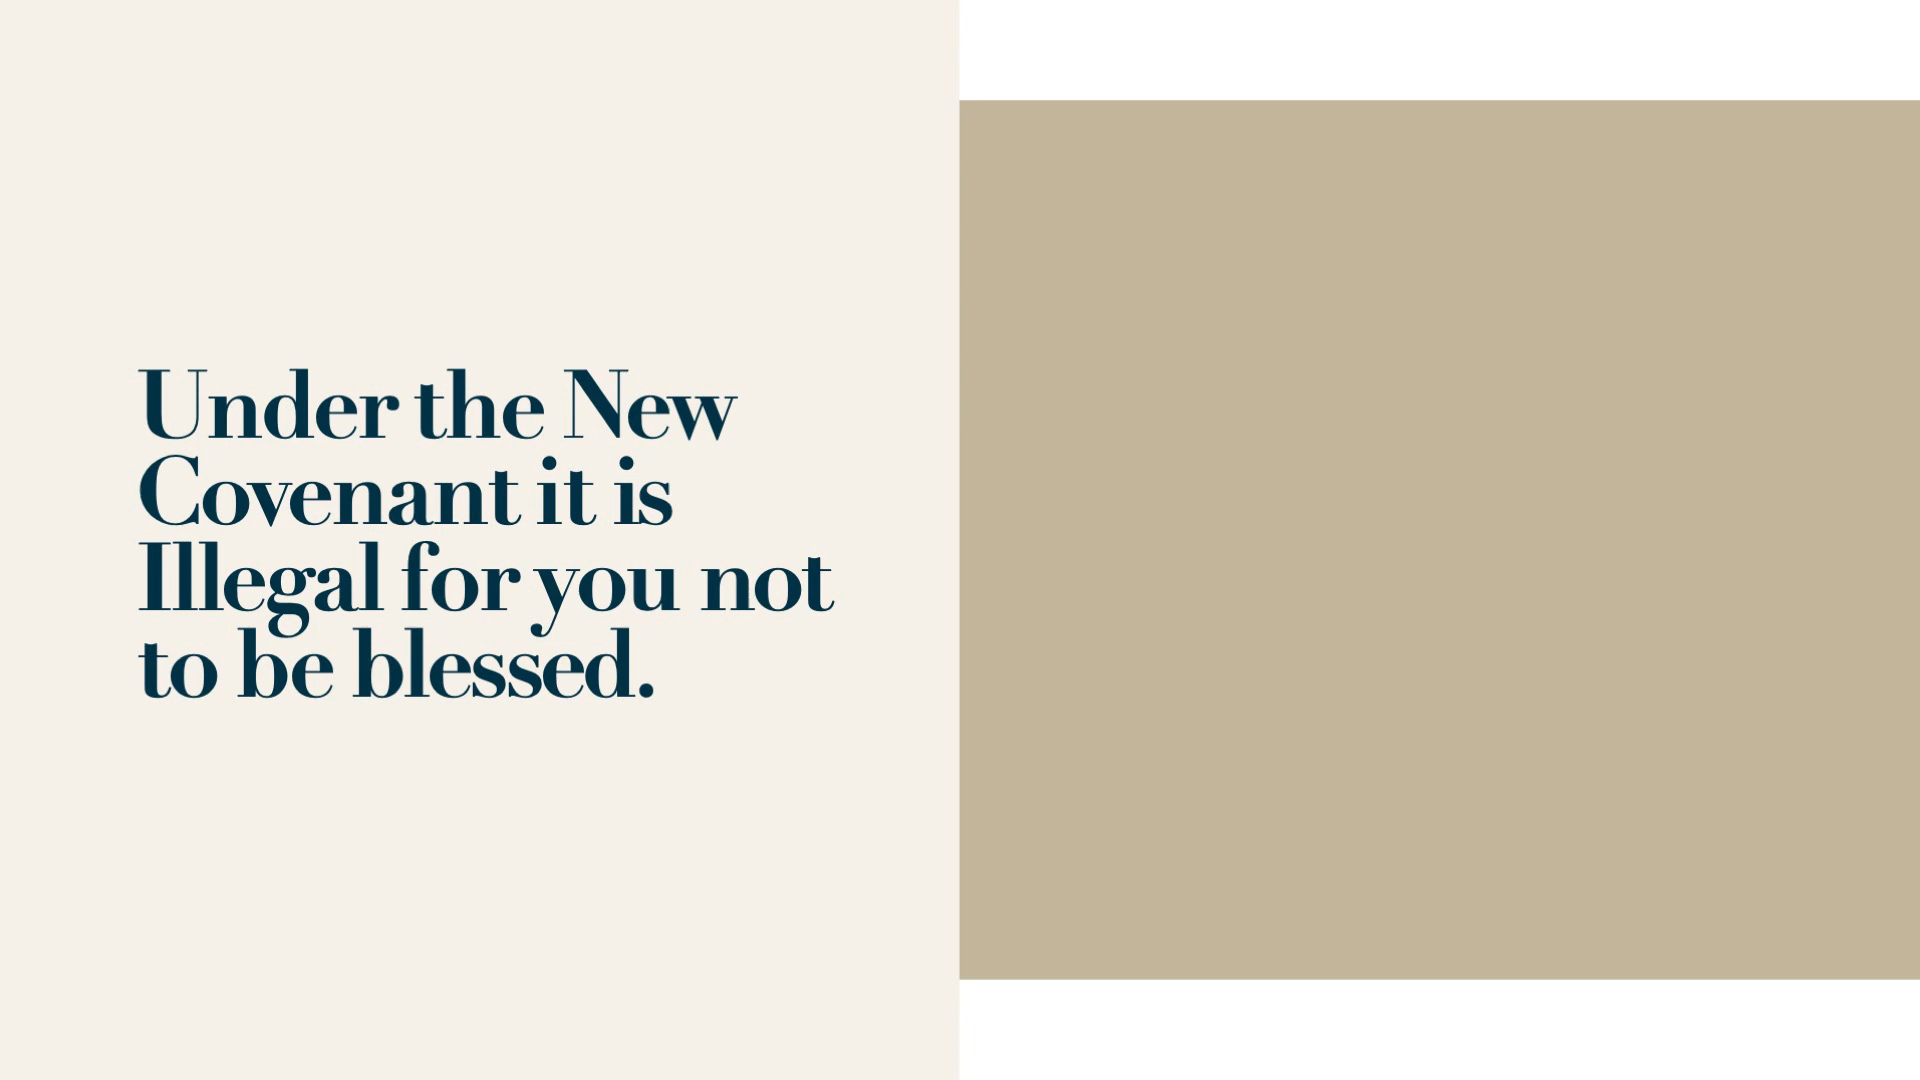 Under the New
Covenant it is
Illegal for you not
to be blessed.